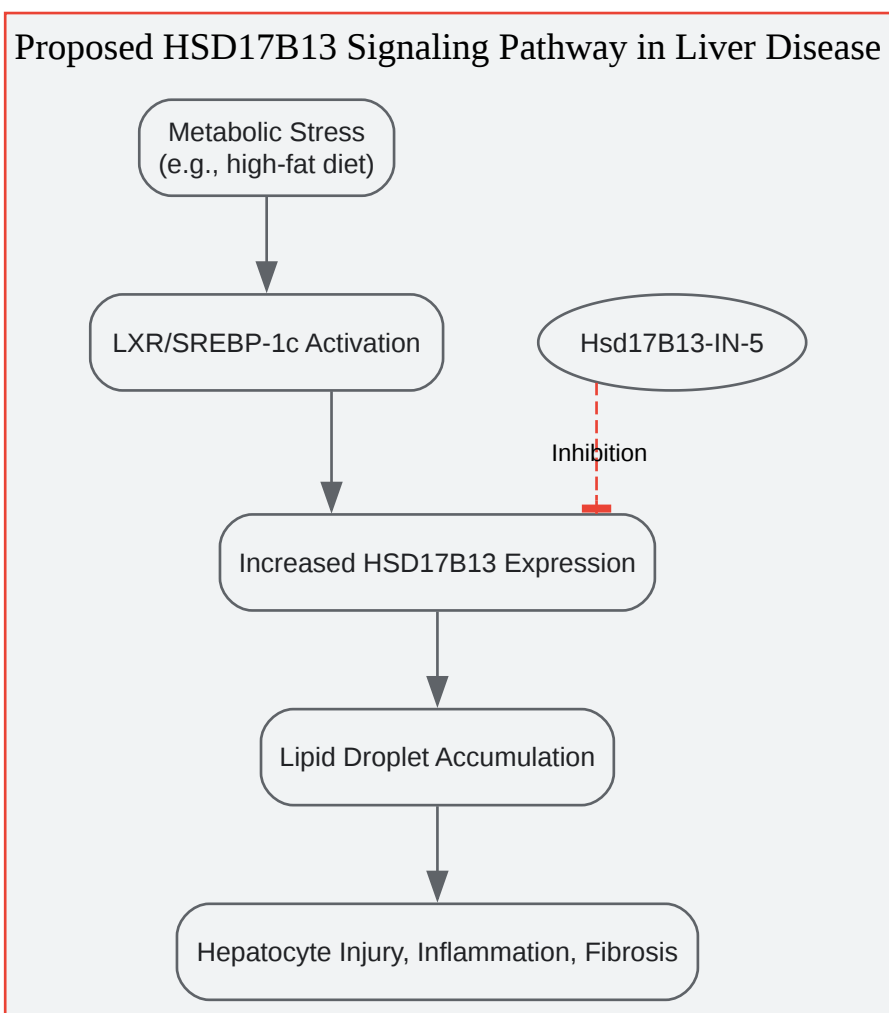 Proposed HSD17B13 Signaling Pathway in Liver Disease
Metabolic Stress
(e.g., high-fat diet)
LXR/SREBP-1c Activation
Hsd17B13-IN-5
Inhibition
Increased HSD17B13 Expression
Lipid Droplet Accumulation
Hepatocyte Injury, Inflammation, Fibrosis